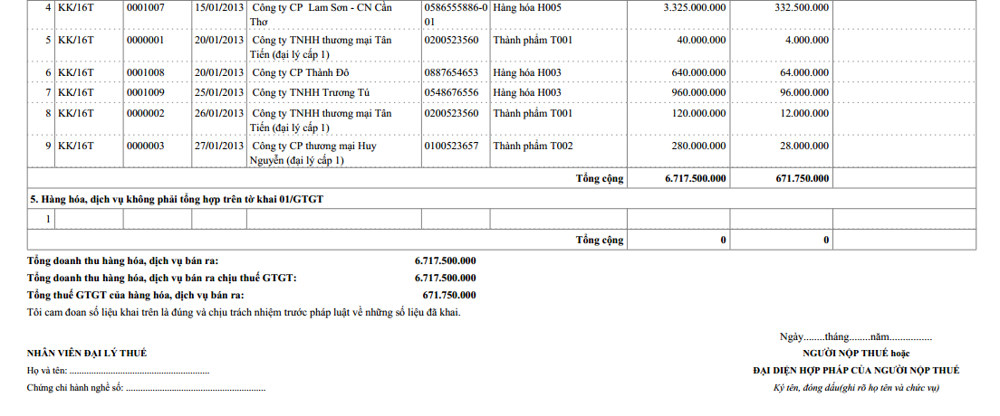 4 KK/16T 0001007 15/01/2013 Công ty CP Lam Sơn - CN Cần Thơ 0586555886-001 Hàng hóa H005 3.325.000.000 332.500.000
5 KK/16T 0000001 20/01/2013 Công ty TNHH thương mại Tân Tiến (đại lý cấp 1) 0200523560 Thành phẩm T001 40.000.000 4.000.000
6 KK/16T 0001008 20/01/2013 Công ty CP Thành Đô 0887654653 Hàng hóa H003 640.000.000 64.000.000
7 KK/16T 0001009 25/01/2013 Công ty TNHH Trương Tú 0548676556 Hàng hóa H003 960.000.000 96.000.000
8 KK/16T 0000002 26/01/2013 Công ty TNHH thương mại Tân Tiến (đại lý cấp 1) 0200523560 Thành phẩm T001 120.000.000 12.000.000
9 KK/16T 0000003 27/01/2013 Công ty CP thương mại Huy Nguyễn (đại lý cấp 1) 0100523657 Thành phẩm T002 280.000.000 28.000.000
Tổng cộng 6.717.500.000 671.750.000
5. Hàng hóa, dịch vụ không phải tổng hợp trên tờ khai 01/GTGT
1
Tổng cộng 0 0
Tổng doanh thu hàng hóa, dịch vụ bán ra: 6.717.500.000
Tổng doanh thu hàng hóa, dịch vụ bán ra chịu thuế GTGT: 6.717.500.000
Tổng thuế GTGT của hàng hóa, dịch vụ bán ra: 671.750.000
Tôi cam đoan số liệu khai trên là đúng và chịu trách nhiệm trước pháp luật về những số liệu đã khai.
Ngày........tháng........năm................
NHÂN VIÊN ĐẠI LÝ THUẾ
NGƯỜI NỘP THUẾ hoặc
Họ và tên: ....................................................
ĐẠI DIỆN HỢP PHÁP CỦA NGƯỜI NỘP THUẾ
Chứng chỉ hành nghề số: ....................................................
Ký tên, đóng dấu(ghi rõ họ tên và chức vụ)